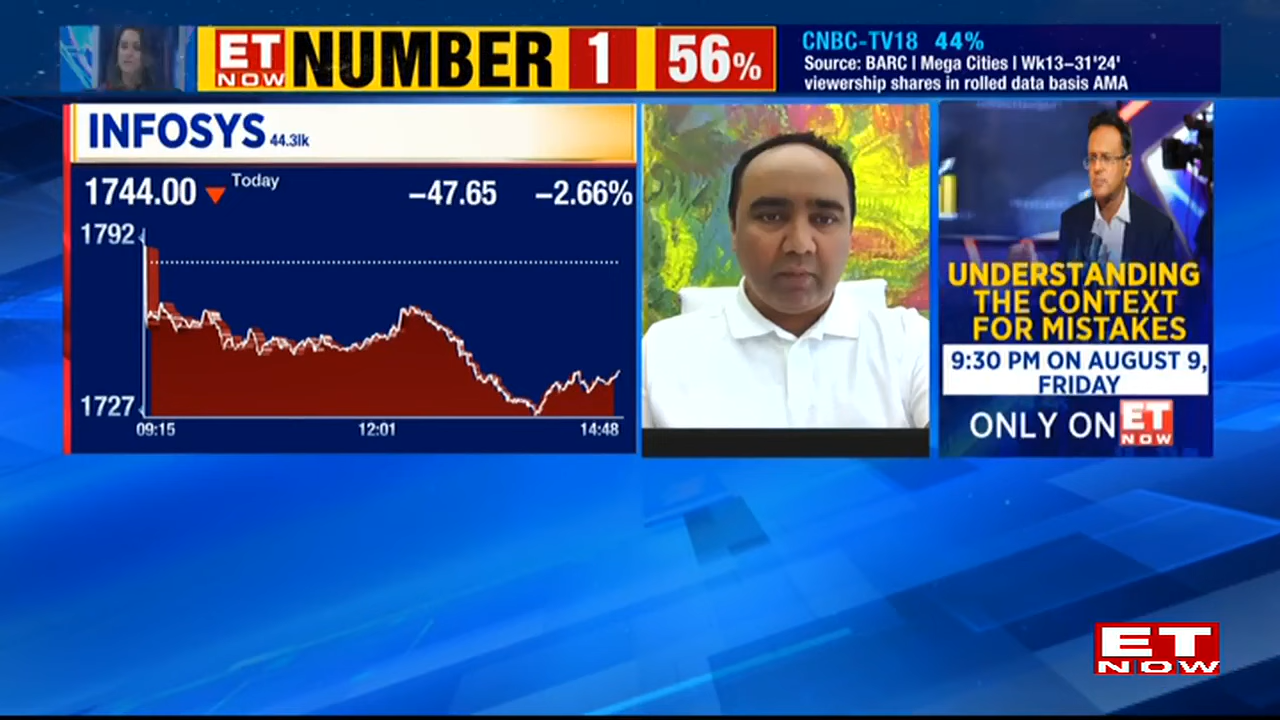 ET NOW NUMBER 1 56%
CNBC-TV18 44%
Source: BARC I Mega Cities I Wk13–31'24'
viewership shares in rolled data basis AMA
INFOSYS 44.31k
1744.00 Today –47.65 –2.66%
1792
1727
09:15 12:01 14:48
UNDERSTANDING
THE CONTEXT
FOR MISTAKES
9:30 PM ON AUGUST 9,
FRIDAY
ONLY ON ET NOW
ET
NOW